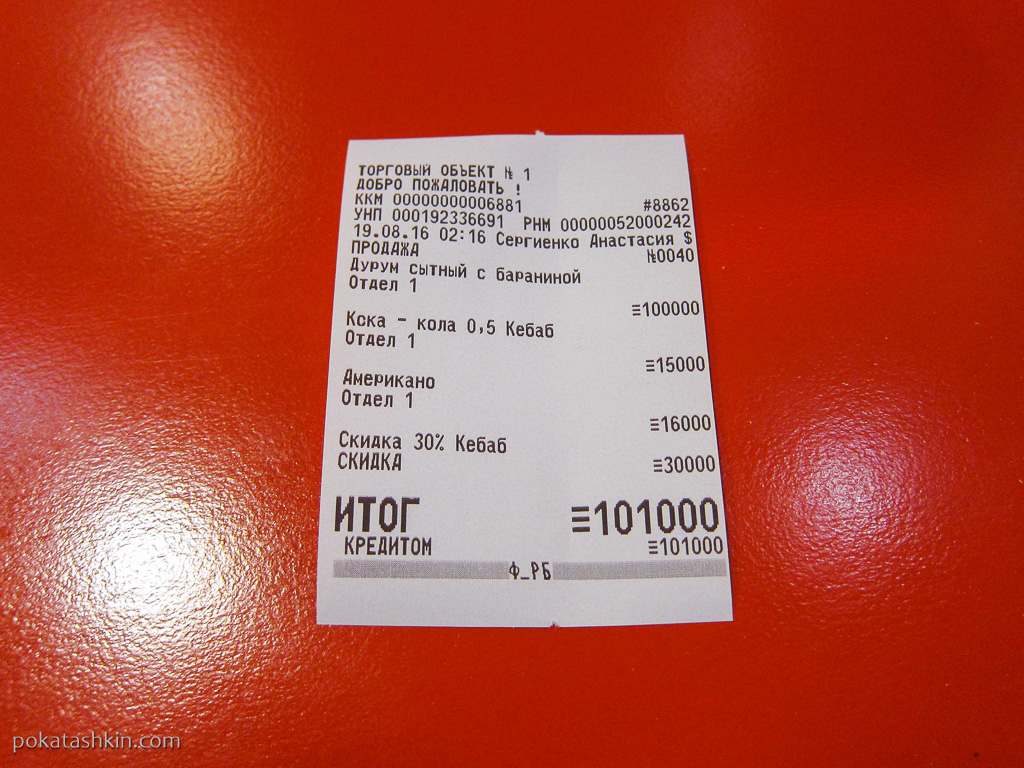 ТОРГОВЫЙ ОБЪЕКТ № 1
ДОБРО ПОЖАЛОВАТЬ !
ККМ 00000000006881 #8862
УНП 000192336691 РНМ 00000052000242
19.08.16 02:16 Сергиенко Анастасия $
ПРОДАЖА №0040
Дурум сытный с бараниной
Отдел 1
≡100000
Кска - кола 0,5 Кебаб
Отдел 1
≡15000
Американо
Отдел 1
≡16000
Скидка 30% Кебаб
СКИДКА ≡30000
ИТОГ ≡101000
КРЕДИТОМ ≡101000
Ф_РБ
pokatashkin.com